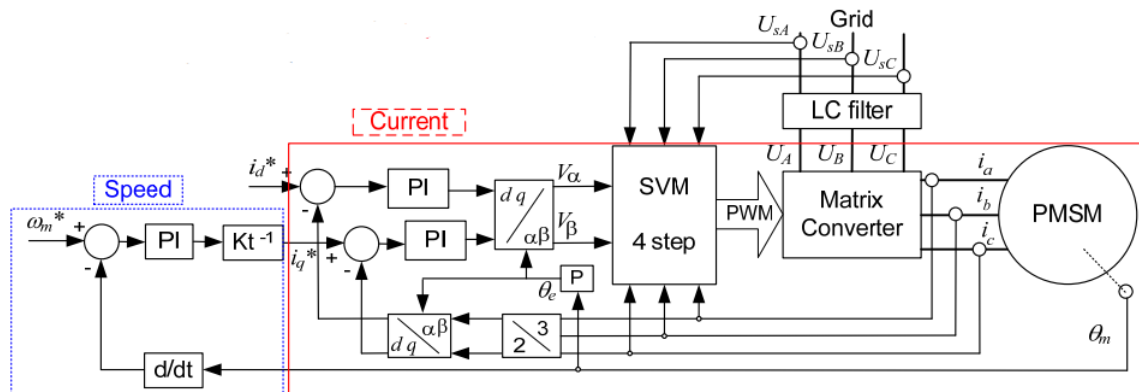 Grid
U_sA
U_sB
U_sC
LC filter
Current
U_A U_B U_C
i_d* +
-
PI
d q
αβ
V_α
V_β
SVM
4 step
PWM
Matrix
Converter
i_a
i_b
i_c
PMSM
Speed
ω_m* +
-
PI
Kt⁻¹
i_q* +
-
PI
θ_e
P
αβ
d q
3
2
θ_m
d/dt